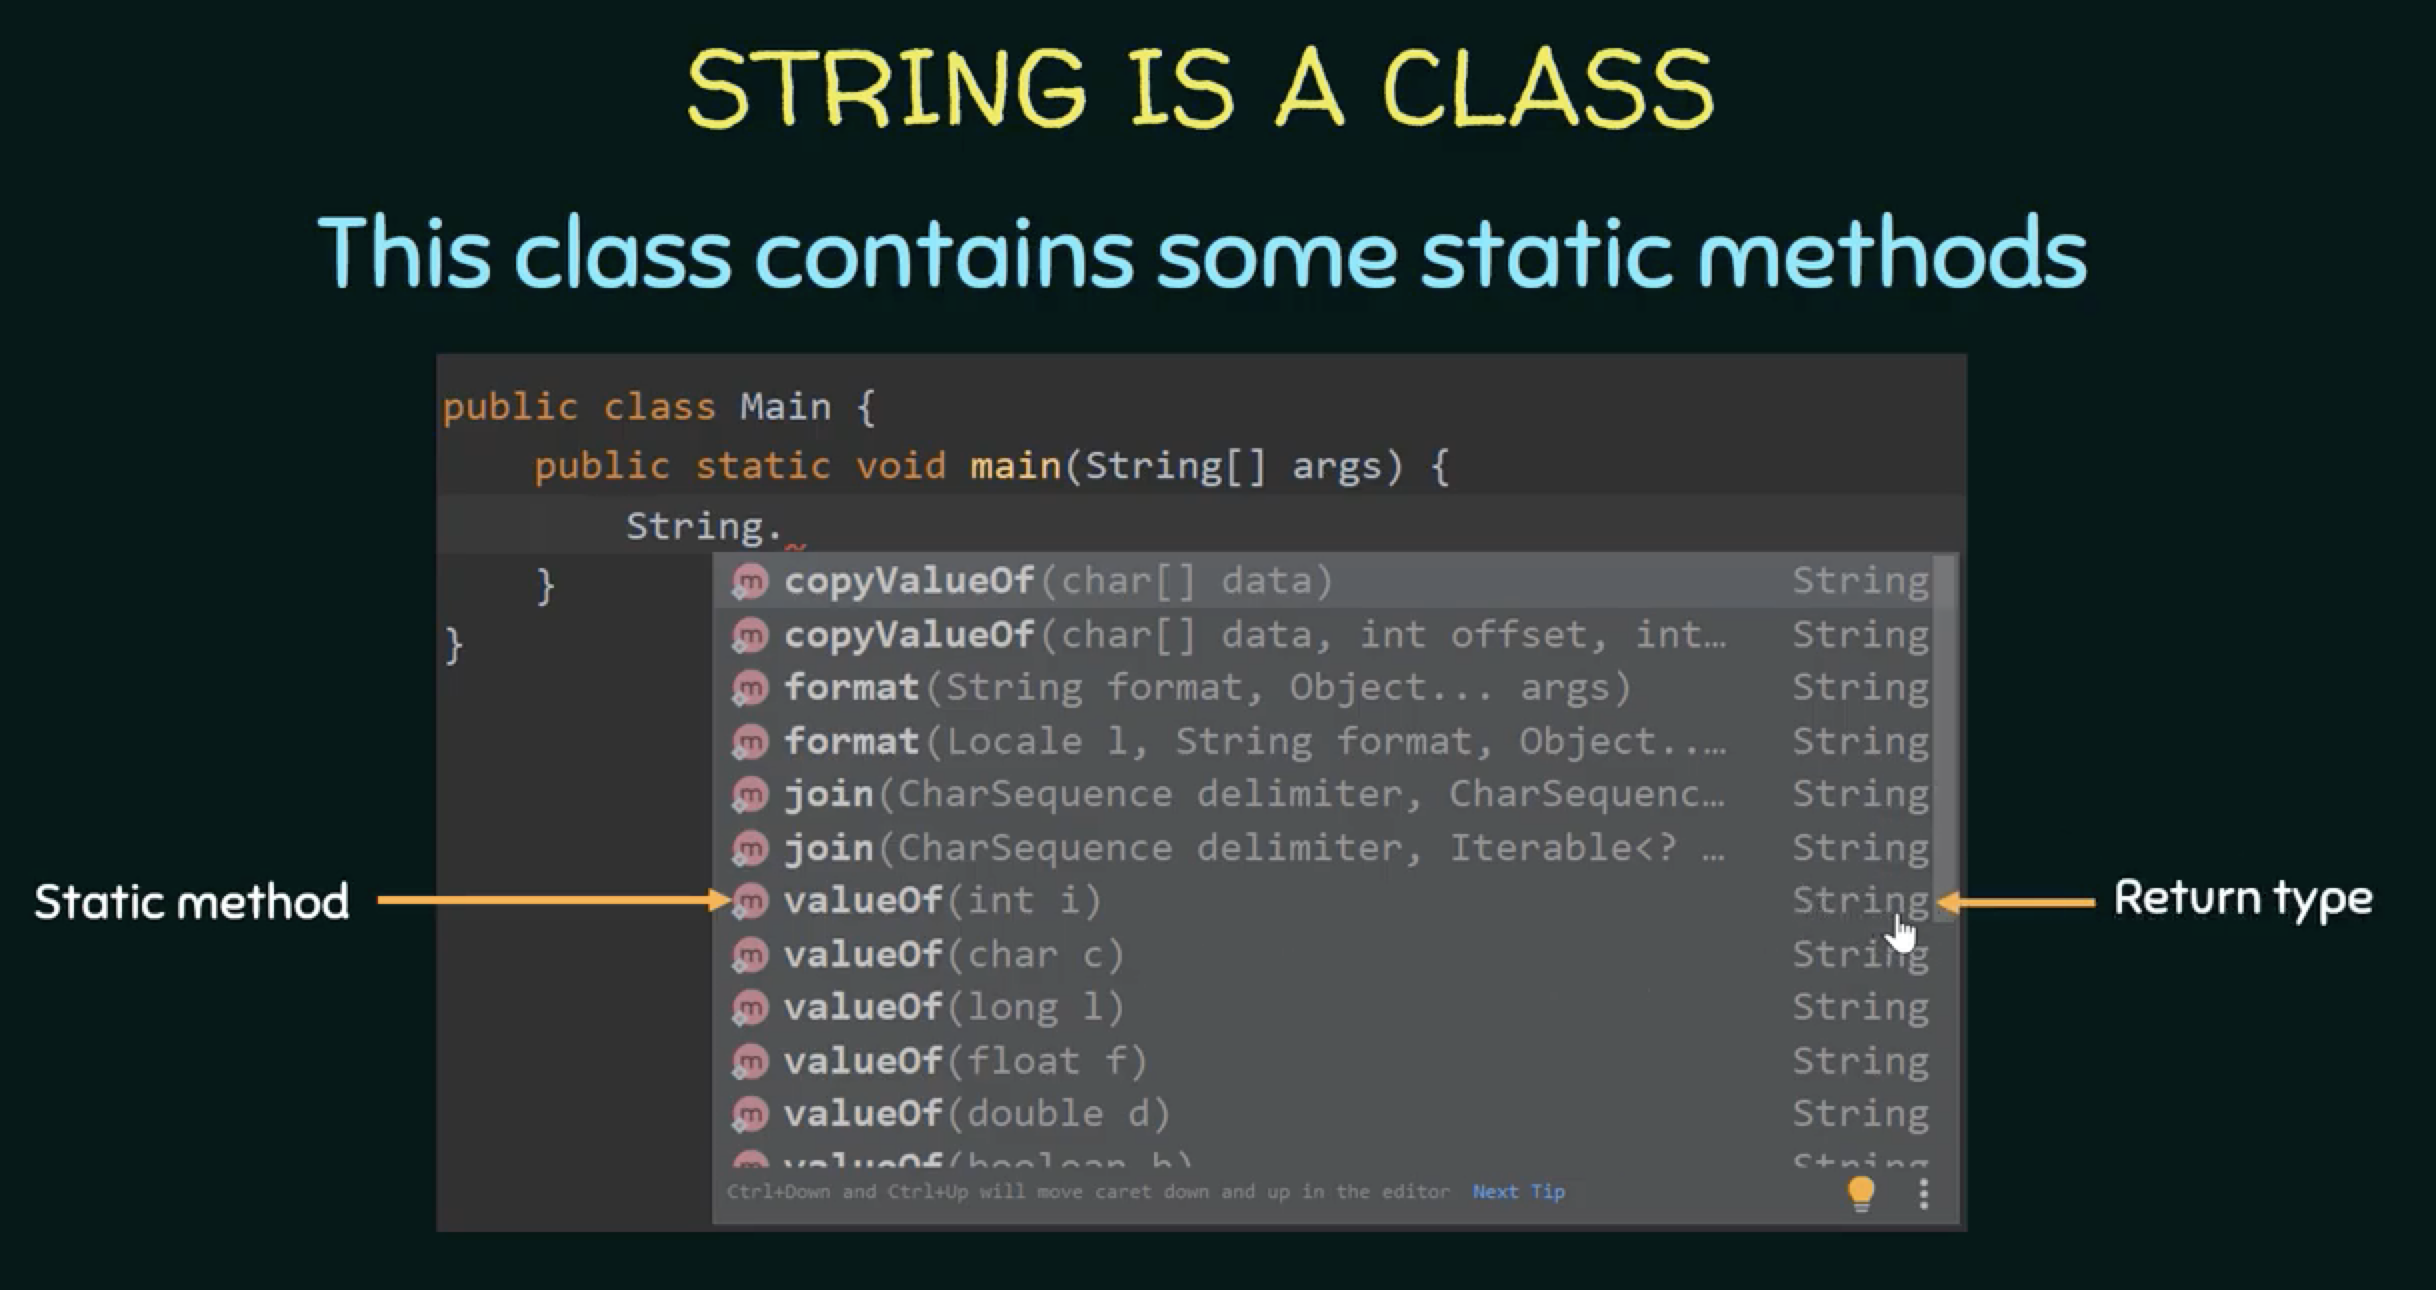 STRING IS A CLASS
This class contains some static methods
public class Main {
public static void main(String[] args) {
String.
copyValueOf(char[] data) String
} copyValueOf(char[] data, int offset, int… String
} format(String format, Object... args) String
format(Locale l, String format, Object..… String
join(CharSequence delimiter, CharSequenc… String
join(CharSequence delimiter, Iterable<? … String
Static method valueOf(int i) String Return type
valueOf(char c) String
valueOf(long l) String
valueOf(float f) String
valueOf(double d) String
valueOf(boolean b) String
Ctrl+Down and Ctrl+Up will move caret down and up in the editor Next Tip